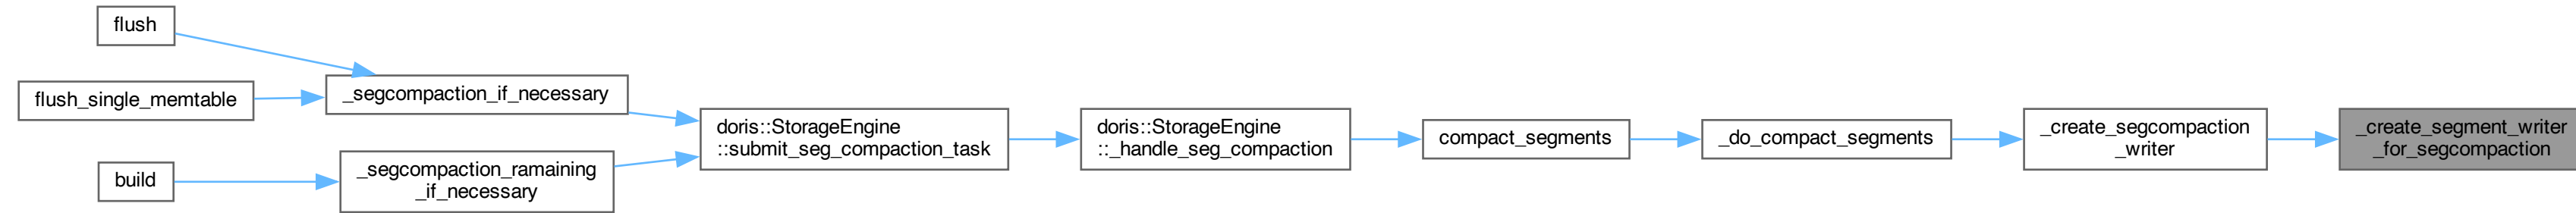 flush
flush_single_memtable
build
_segcompaction_if_necessary
_segcompaction_ramaining
_if_necessary
doris::StorageEngine
::submit_seg_compaction_task
doris::StorageEngine
::_handle_seg_compaction
compact_segments
_do_compact_segments
_create_segcompaction
_writer
_create_segment_writer
_for_segcompaction